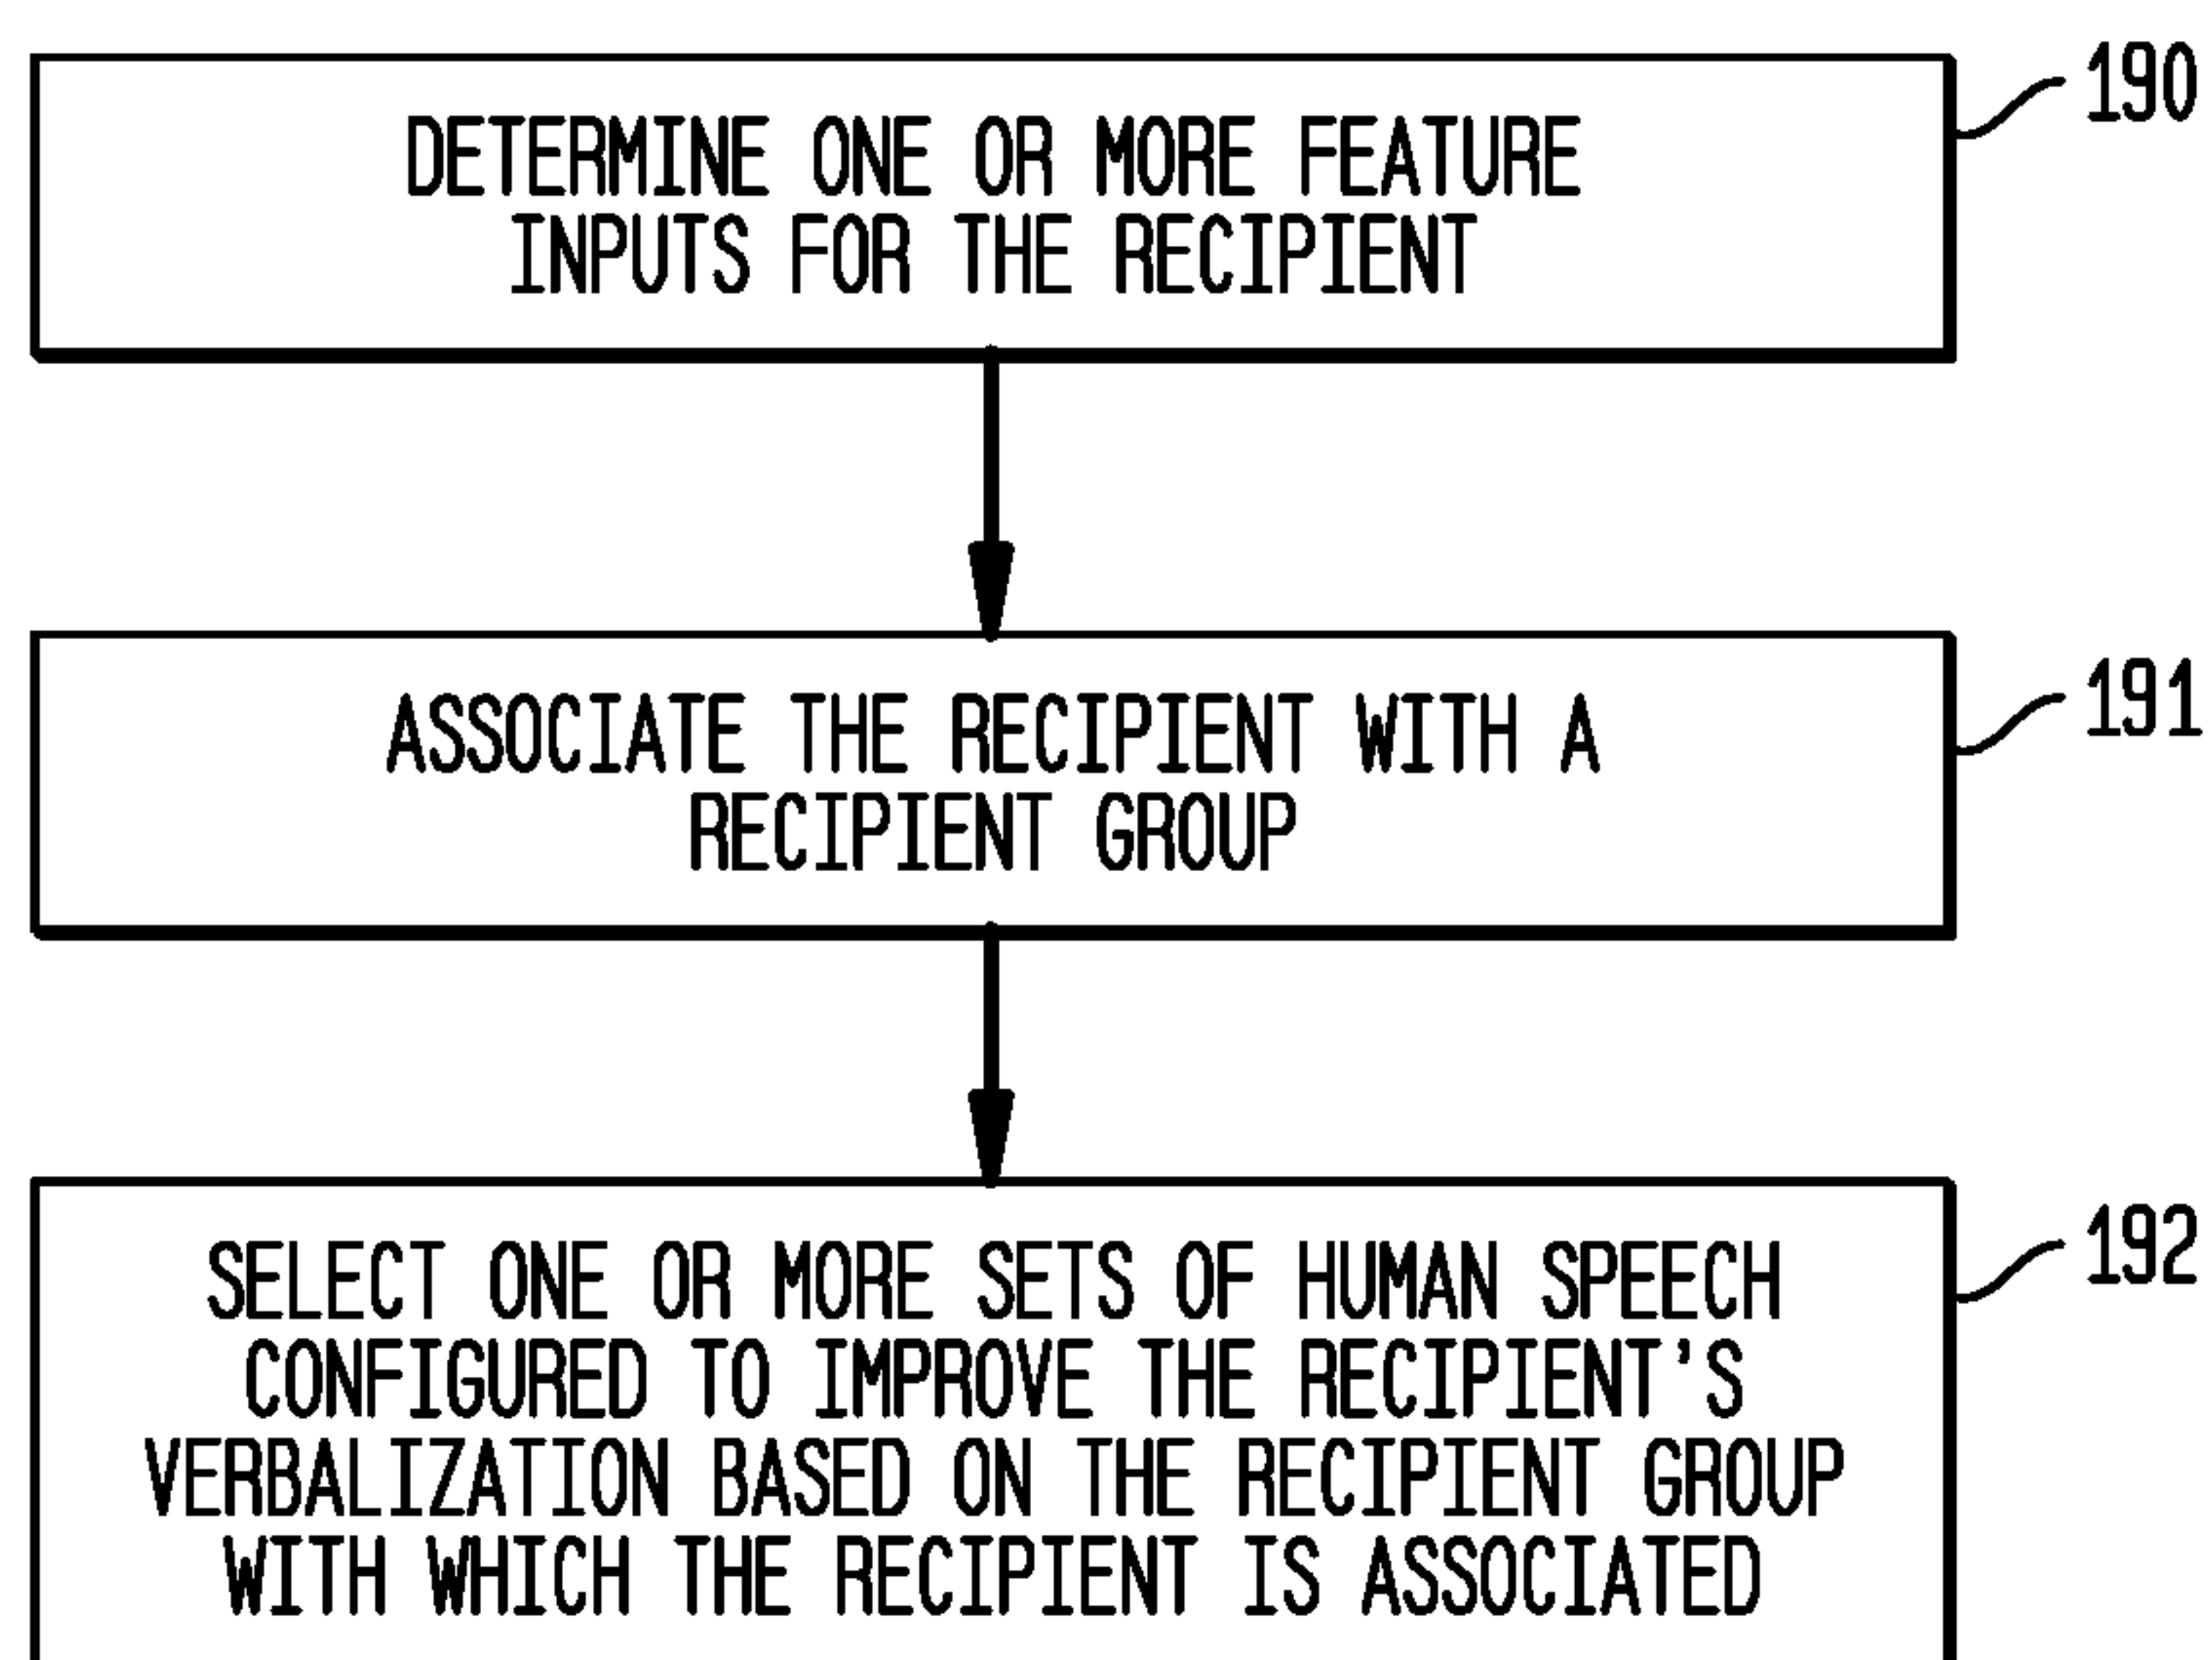 190
DETERMINE ONE OR MORE FEATURE
INPUTS FOR THE RECIPIENT
191
ASSOCIATE THE RECIPIENT WITH A
RECIPIENT GROUP
192
SELECT ONE OR MORE SETS OF HUMAN SPEECH
CONFIGURED TO IMPROVE THE RECIPIENT'S
VERBALIZATION BASED ON THE RECIPIENT GROUP
WITH WHICH THE RECIPIENT IS ASSOCIATED